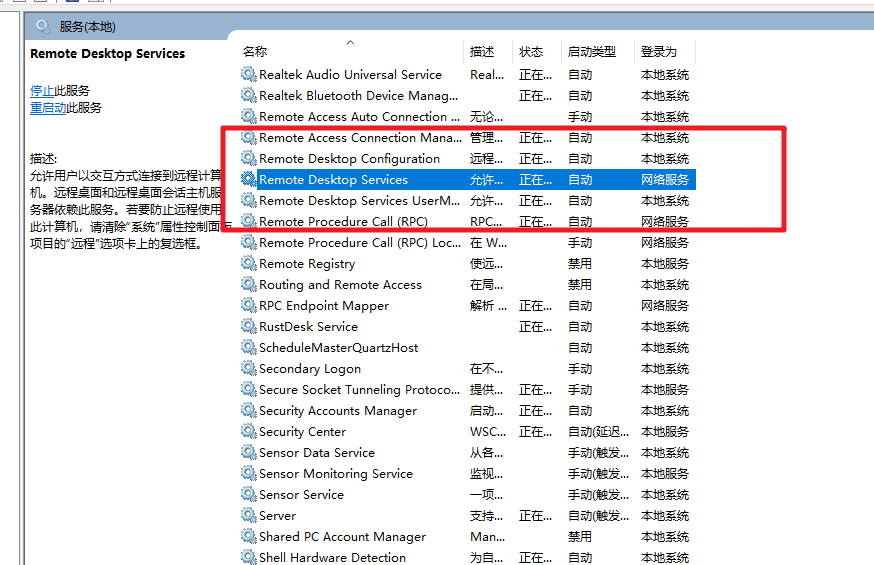 服务(本地)
Remote Desktop Services
停止此服务
重启动此服务
描述:
允许用户以交互方式连接到远程计算
机。远程桌面和远程桌面会话主机服
务器依赖此服务。若要防止远程使用
此计算机，请清除“系统”属性控制面板
项目的“远程”选项卡上的复选框。
名称 描述 状态 启动类型 登录为
Realtek Audio Universal Service Real... 正在... 自动 本地系统
Realtek Bluetooth Device Manag... 正在... 自动 本地系统
Remote Access Auto Connection ... 无论... 手动 本地系统
Remote Access Connection Mana... 管理... 正在... 自动 本地系统
Remote Desktop Configuration 远程... 正在... 自动 本地系统
Remote Desktop Services 允许... 正在... 自动 网络服务
Remote Desktop Services UserM... 允许... 正在... 自动 本地系统
Remote Procedure Call (RPC) RPC... 正在... 自动 网络服务
Remote Procedure Call (RPC) Loc... 在 W... 手动 网络服务
Remote Registry 使远... 禁用 本地服务
Routing and Remote Access 在局... 禁用 本地系统
RPC Endpoint Mapper 解析 ... 正在... 自动 网络服务
RustDesk Service 正在... 自动 本地系统
ScheduleMasterQuartzHost 自动 本地系统
Secondary Logon 在不... 手动 本地系统
Secure Socket Tunneling Protoco... 提供... 正在... 手动 本地服务
Security Accounts Manager 启动... 正在... 自动 本地系统
Security Center WSC... 正在... 自动(延迟... 本地服务
Sensor Data Service 从各... 手动(触发... 本地系统
Sensor Monitoring Service 监视... 手动(触发... 本地服务
Sensor Service 一项... 手动(触发... 本地系统
Server 支持... 正在... 自动(触发... 本地系统
Shared PC Account Manager Man... 禁用 本地系统
Shell Hardware Detection 为自... 正在... 自动 本地系统